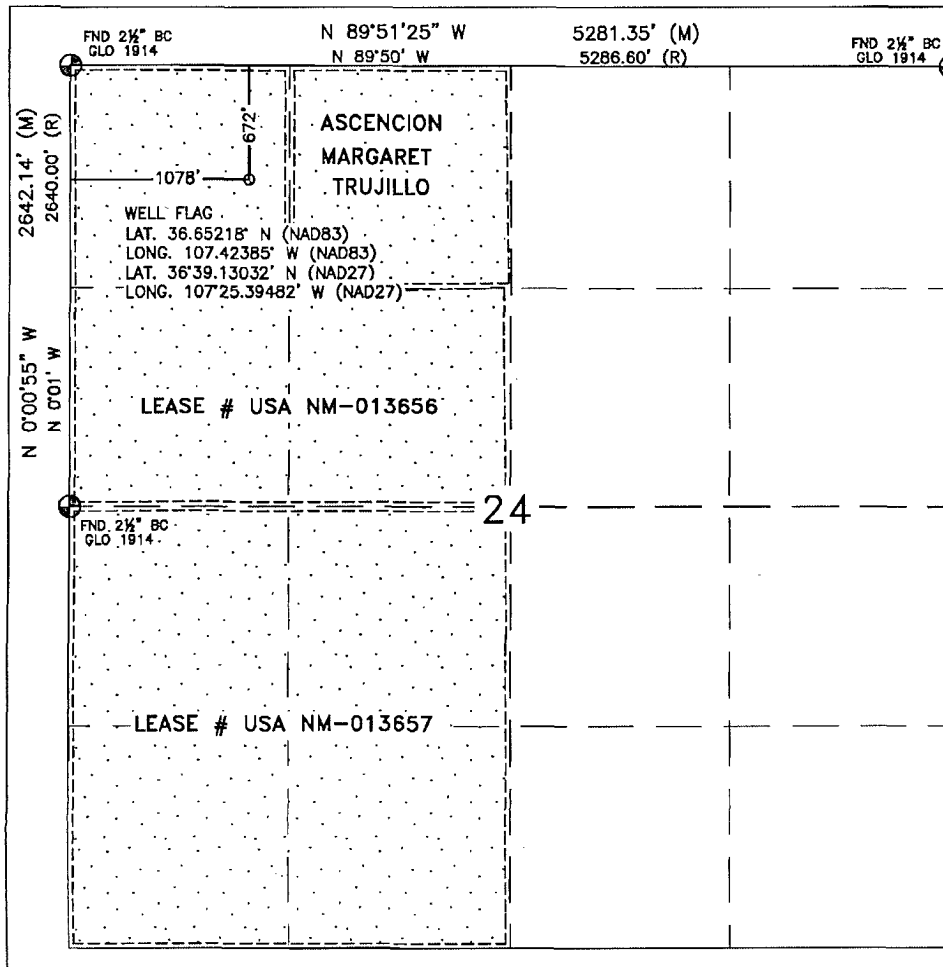 FND 2½" BC
GLO 1914
N 89°51'25" W 5281.35' (M)
N 89°50' W 5286.60' (R)
FND 2½" BC
GLO 1914
2642.14' (M)
2640.00' (R)
N 0°00'55" W
N 0°01' W
672'
1078'
ASCENCION
MARGARET
TRUJILLO
WELL FLAG
LAT. 36.65218° N (NAD83)
LONG. 107.42385° W (NAD83)
LAT. 36°39.13032' N (NAD27)
LONG. 107°25.39482' W (NAD27)
LEASE # USA NM-013656
24
FND 2½" BC
GLO 1914
LEASE # USA NM-013657